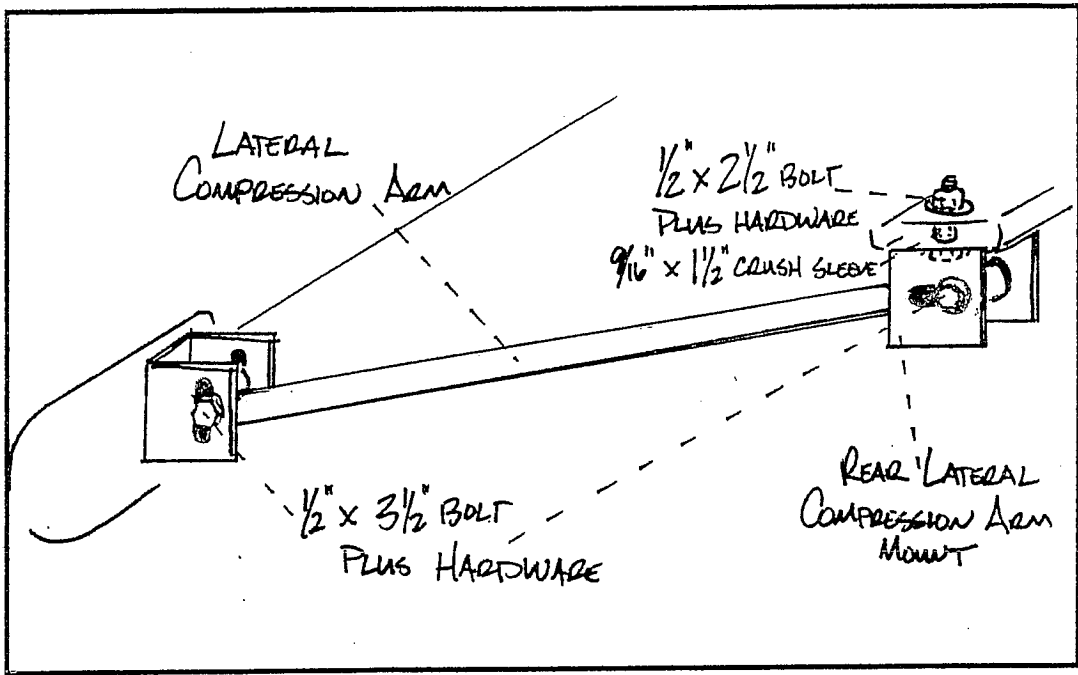 LATERAL
COMPRESSION ARM
1/2" x 2 1/2" BOLT
PLUS HARDWARE
9/16" x 1 1/2" CRUSH SLEEVE
1/2" x 3 1/2" BOLT
PLUS HARDWARE
REAR LATERAL
COMPRESSION ARM
MOUNT